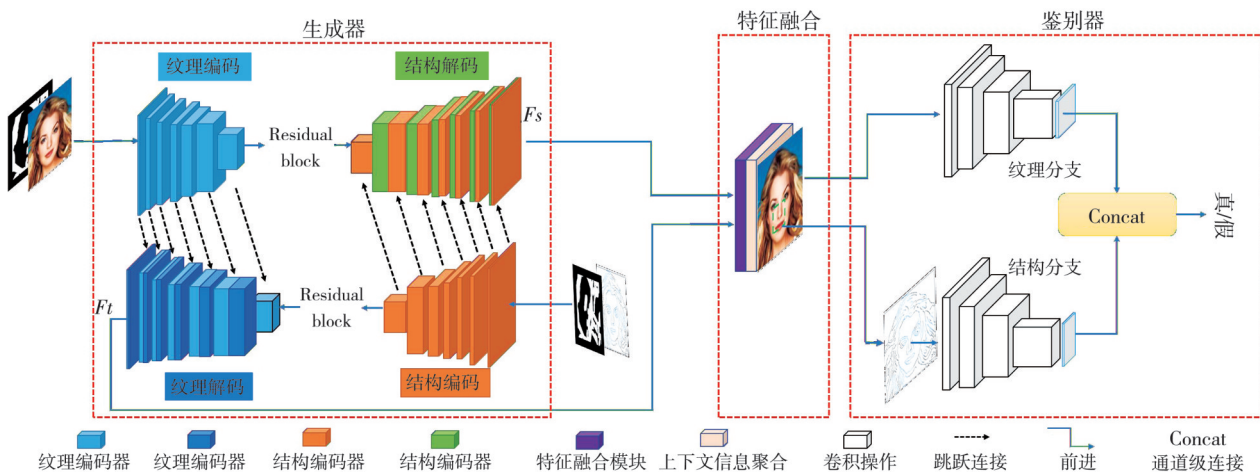 生成器
特征融合
鉴别器
纹理编码
结构解码
Residual
block
Fs
纹理分支
Concat
真/假
结构分支
Ft
Residual
block
纹理解码
结构编码
纹理编码器
纹理编码器
结构编码器
结构编码器
特征融合模块
上下文信息聚合
卷积操作
跳跃连接
前进
Concat
通道级连接